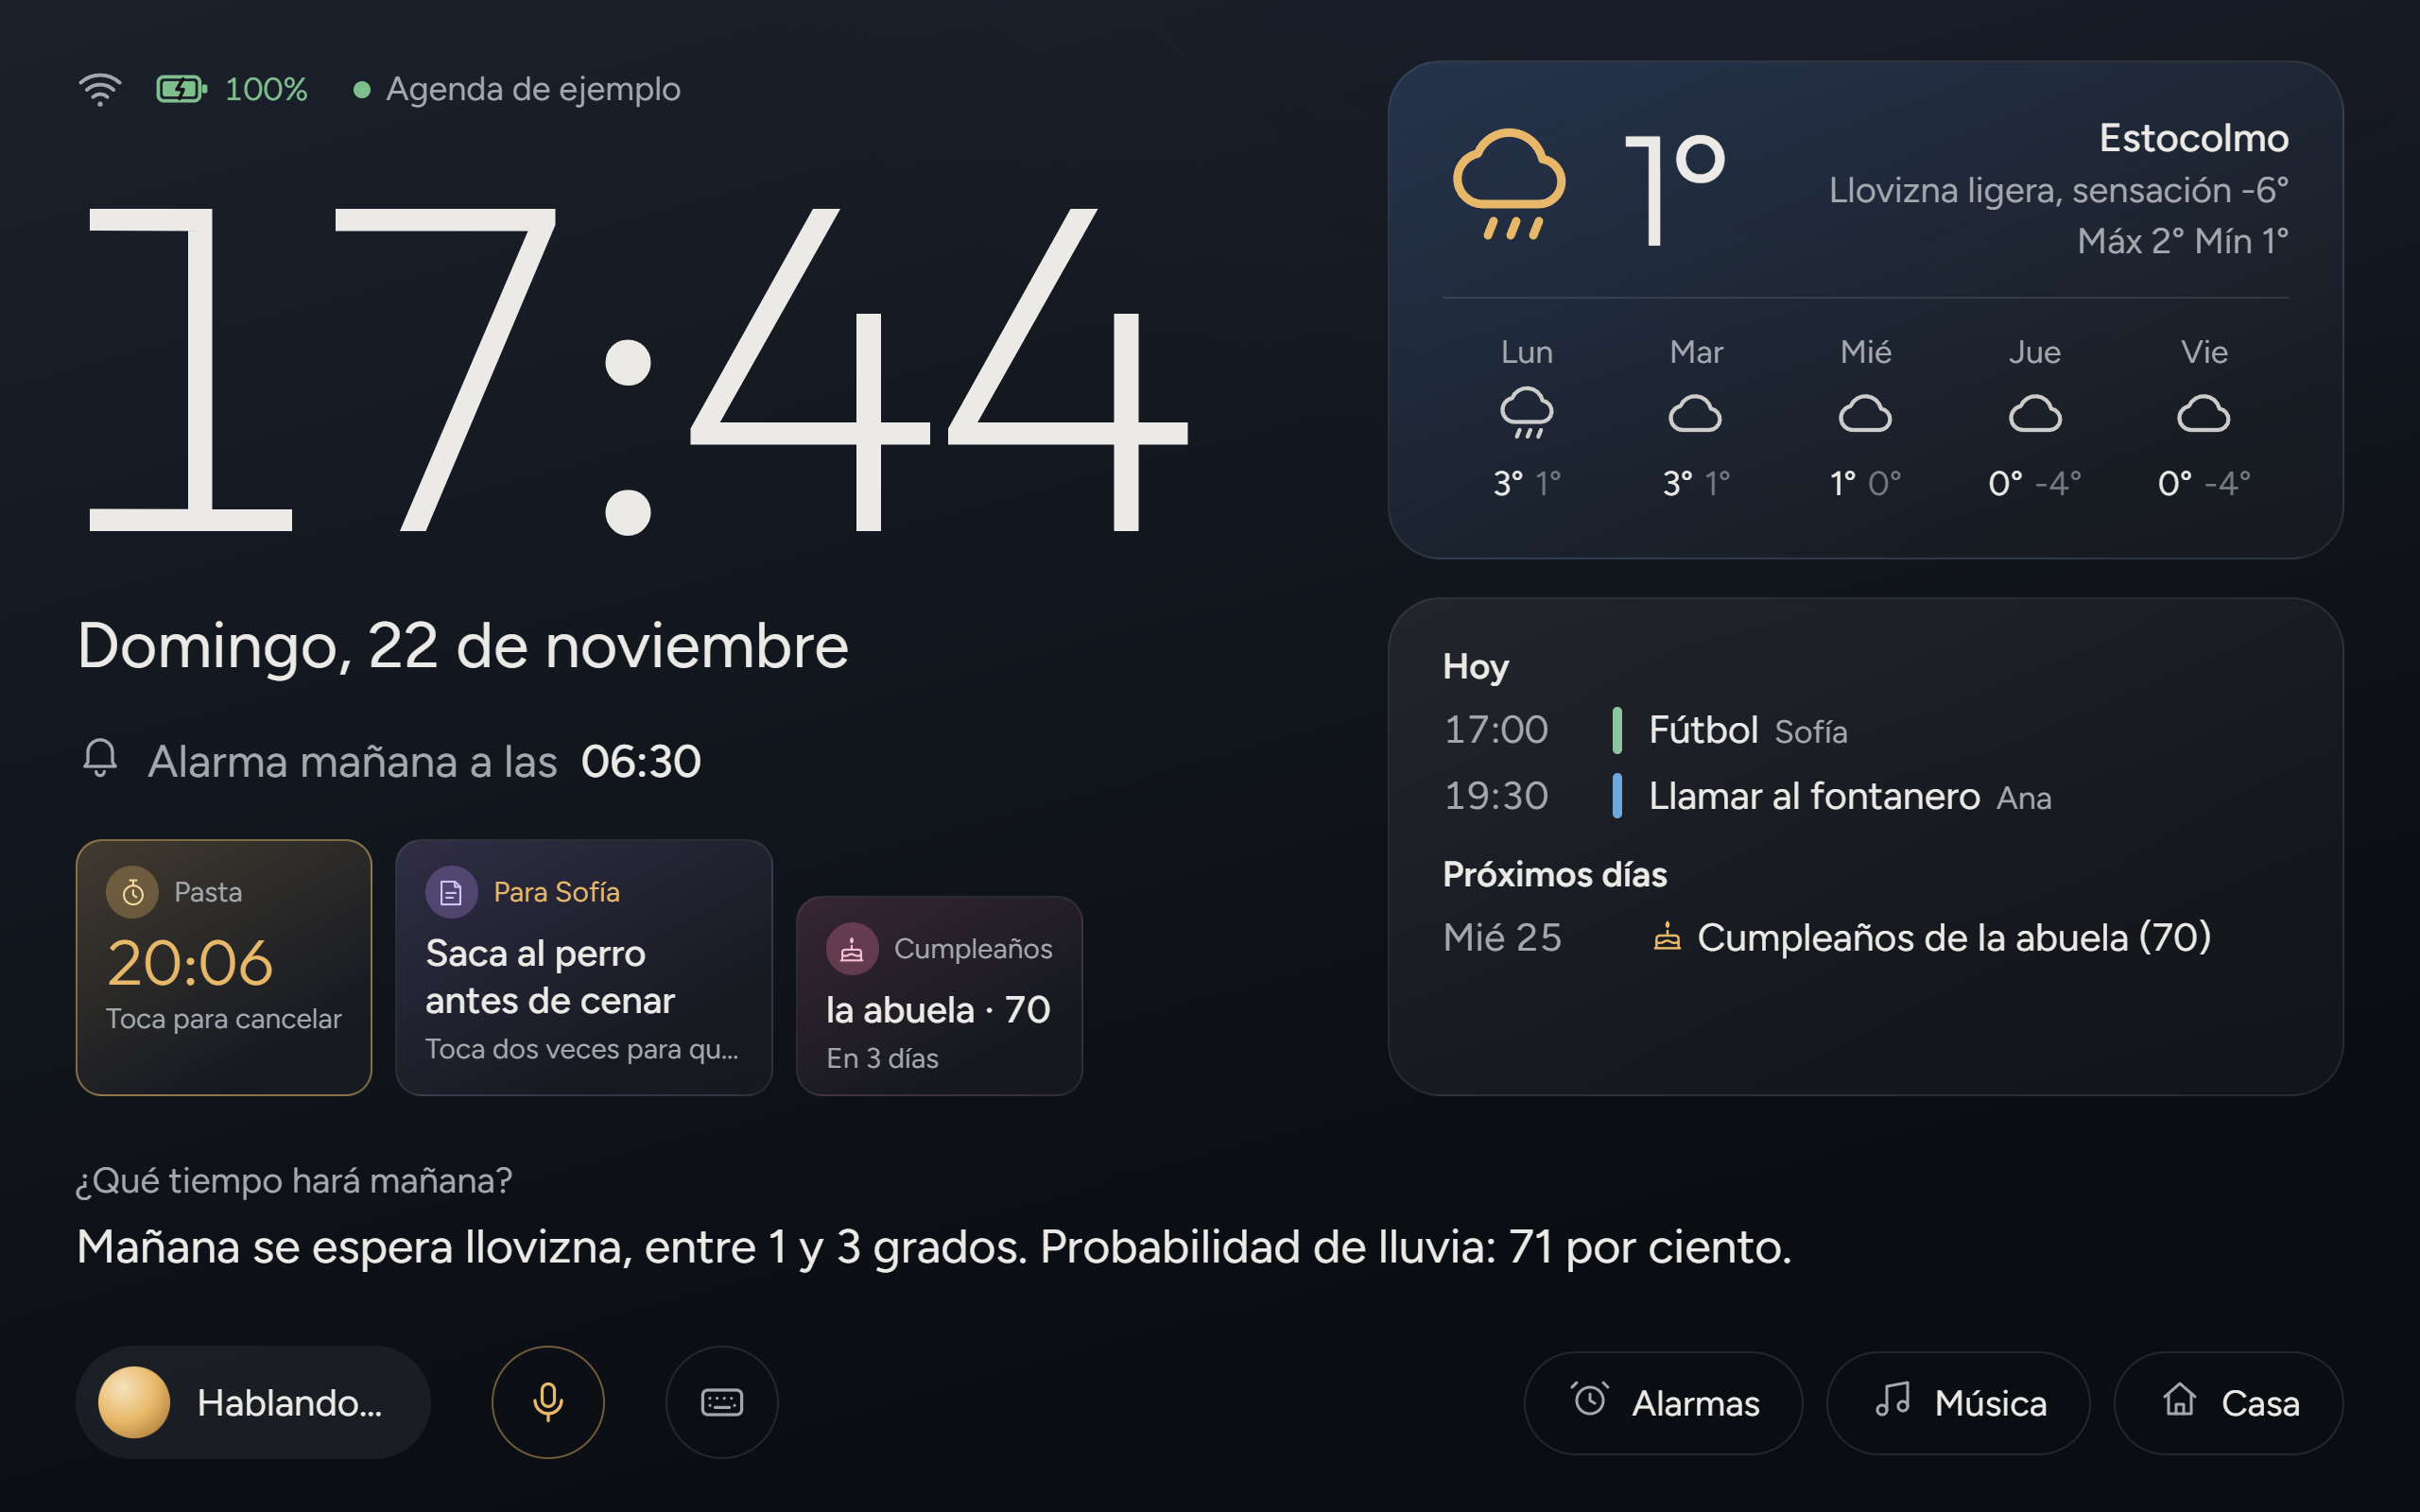 100% Agenda de ejemplo
17:44
Domingo, 22 de noviembre
Alarma mañana a las 06:30
Pasta
20:06
Toca para cancelar
Para Sofía
Saca al perro
antes de cenar
Toca dos veces para qu...
Cumpleaños
la abuela · 70
En 3 días
1°
Estocolmo
Llovizna ligera, sensación -6°
Máx 2° Mín 1°
Lun Mar Mié Jue Vie
3° 1° 3° 1° 1° 0° 0° -4° 0° -4°
Hoy
17:00 Fútbol Sofía
19:30 Llamar al fontanero Ana
Próximos días
Mié 25 Cumpleaños de la abuela (70)
¿Qué tiempo hará mañana?
Mañana se espera llovizna, entre 1 y 3 grados. Probabilidad de lluvia: 71 por ciento.
Hablando...
Alarmas Música Casa